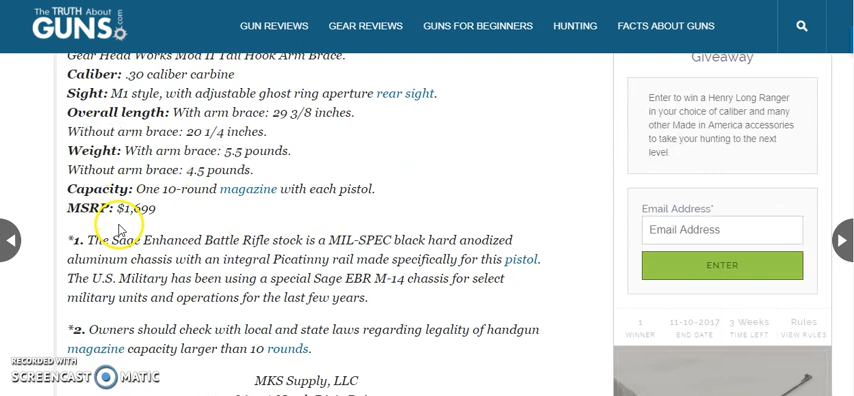 The TRUTH About
GUNS.com
GUN REVIEWS GEAR REVIEWS GUNS FOR BEGINNERS HUNTING FACTS ABOUT GUNS
Gear Head Works Mod II Tail Hook Arm Brace.
Caliber: .30 caliber carbine
Sight: M1 style, with adjustable ghost ring aperture rear sight.
Overall length: With arm brace: 29 3/8 inches.
Without arm brace: 20 1/4 inches.
Weight: With arm brace: 5.5 pounds.
Without arm brace: 4.5 pounds.
Capacity: One 10-round magazine with each pistol.
MSRP: $1,699
*1. The Sage Enhanced Battle Rifle stock is a MIL-SPEC black hard anodized
aluminum chassis with an integral Picatinny rail made specifically for this pistol.
The U.S. Military has been using a special Sage EBR M-14 chassis for select
military units and operations for the last few years.
*2. Owners should check with local and state laws regarding legality of handgun
magazine capacity larger than 10 rounds.
MKS Supply, LLC
Giveaway
Enter to win a Henry Long Ranger
in your choice of caliber and many
other Made in America accessories
to take your hunting to the next
level.
Email Address*
Email Address
ENTER
1 11-10-2017 3 Weeks Rules
WINNER END DATE TIME LEFT VIEW RULES
RECORDED WITH
SCREENCAST MATIC